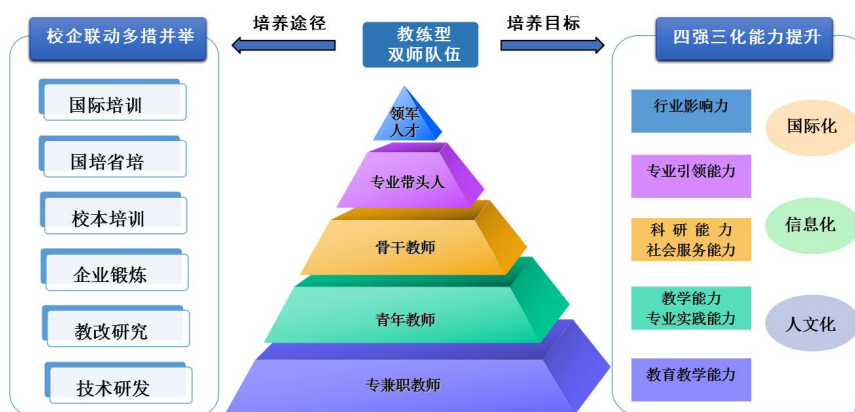 校企联动多措并举
国际培训
国培省培
校本培训
企业锻炼
教改研究
技术研发
培养途径
教练型
双师队伍
培养目标
领军
人才
专业带头人
骨干教师
青年教师
专兼职教师
四强三化能力提升
行业影响力
专业引领能力
科研能力
社会服务能力
教学能力
专业实践能力
教育教学能力
国际化
信息化
人文化